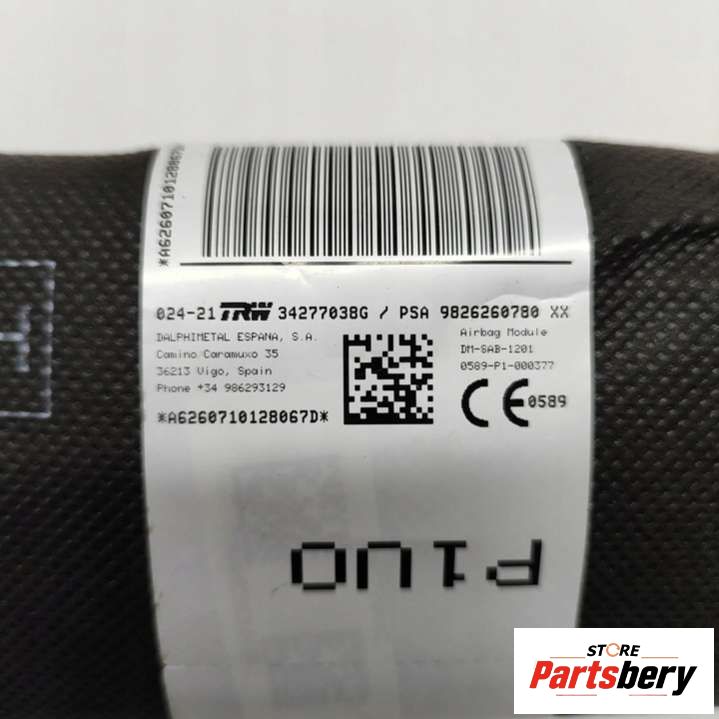 *A6260710128067D*
024-21 TRW 34277038G / PSA 9826260780 XX
DALPHIMETAL ESPANA, S.A.
Camino Caramuxo 35
36213 Vigo, Spain
Phone +34 986293129
*A6260710128067D*
Airbag Module
DM-SAB-1201
0589-P1-000377
CE 0589
P1U0
STORE
Partsbery